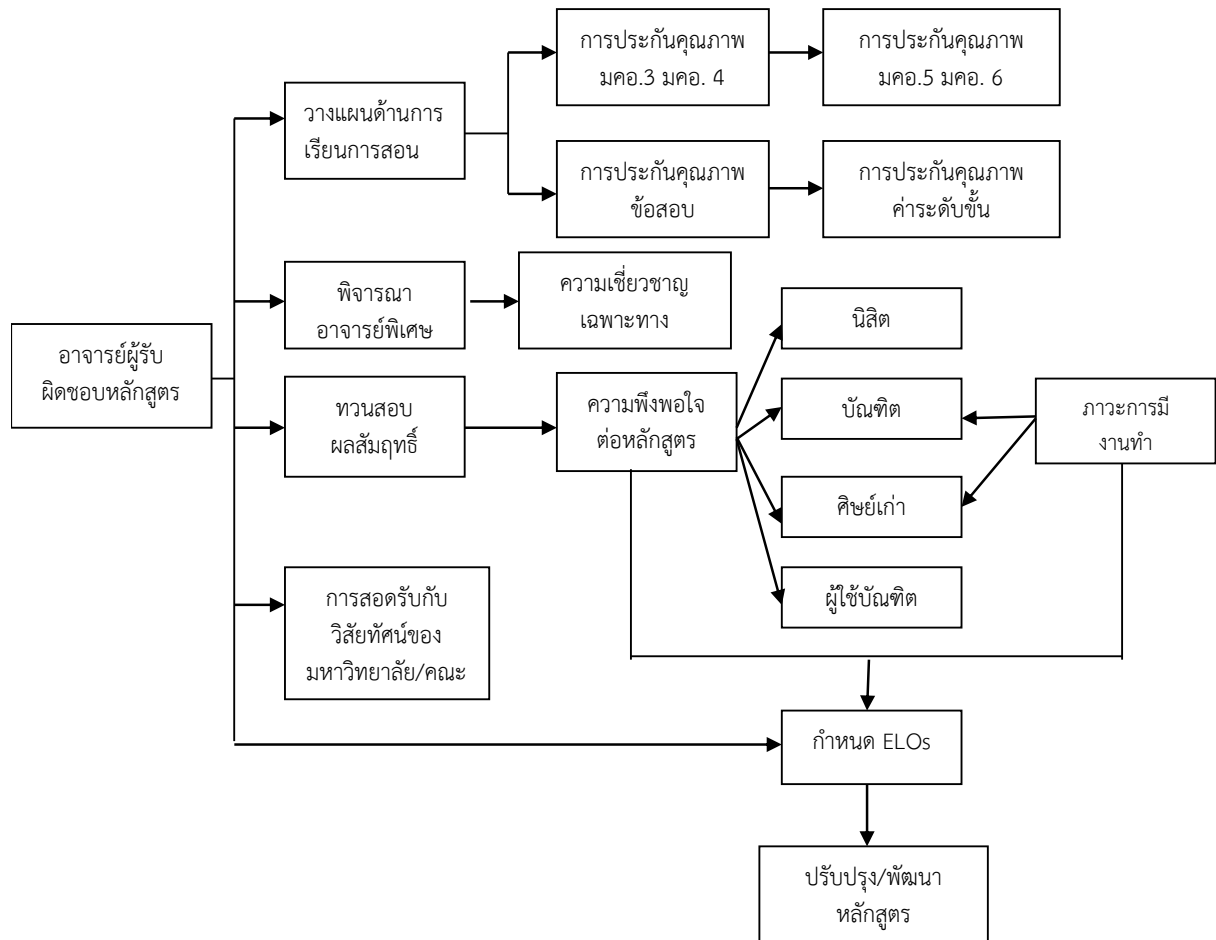 การประกันคุณภาพ
มคอ.3 มคอ. 4
การประกันคุณภาพ
มคอ.5 มคอ. 6
วางแผนด้านการ
เรียนการสอน
การประกันคุณภาพ
ข้อสอบ
การประกันคุณภาพ
ค่าระดับขั้น
พิจารณา
อาจารย์พิเศษ
ความเชี่ยวชาญ
เฉพาะทาง
นิสิต
อาจารย์ผู้รับ
ผิดชอบหลักสูตร
ทวนสอบ
ผลสัมฤทธิ์
ความพึงพอใจ
ต่อหลักสูตร
บัณฑิต
ภาวะการมี
งานทำ
ศิษย์เก่า
ผู้ใช้บัณฑิต
การสอดรับกับ
วิสัยทัศน์ของ
มหาวิทยาลัย/คณะ
กำหนด ELOs
ปรับปรุง/พัฒนา
หลักสูตร